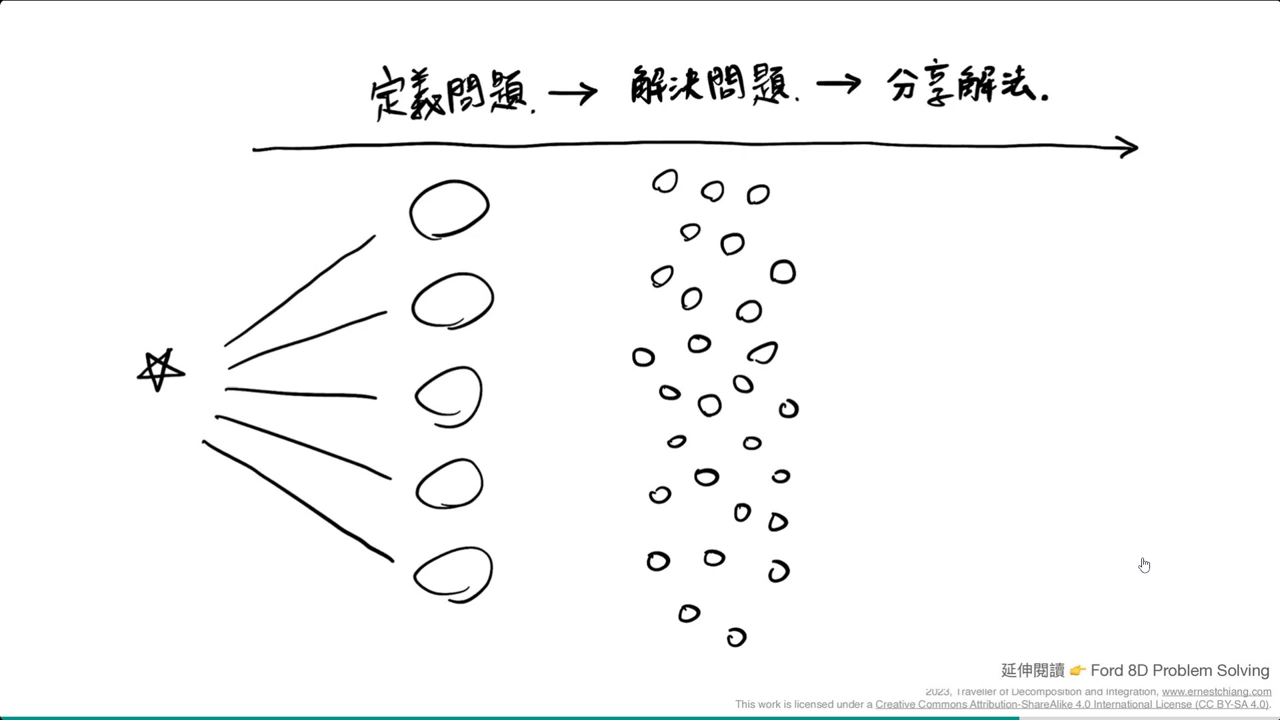 定義問題. → 解決問題. → 分享解法.
延伸閱讀 👉 Ford 8D Problem Solving
2023, Traveller of Decomposition and Integration, www.ernestchiang.com
This work is licensed under a Creative Commons Attribution-ShareAlike 4.0 International License (CC BY-SA 4.0).